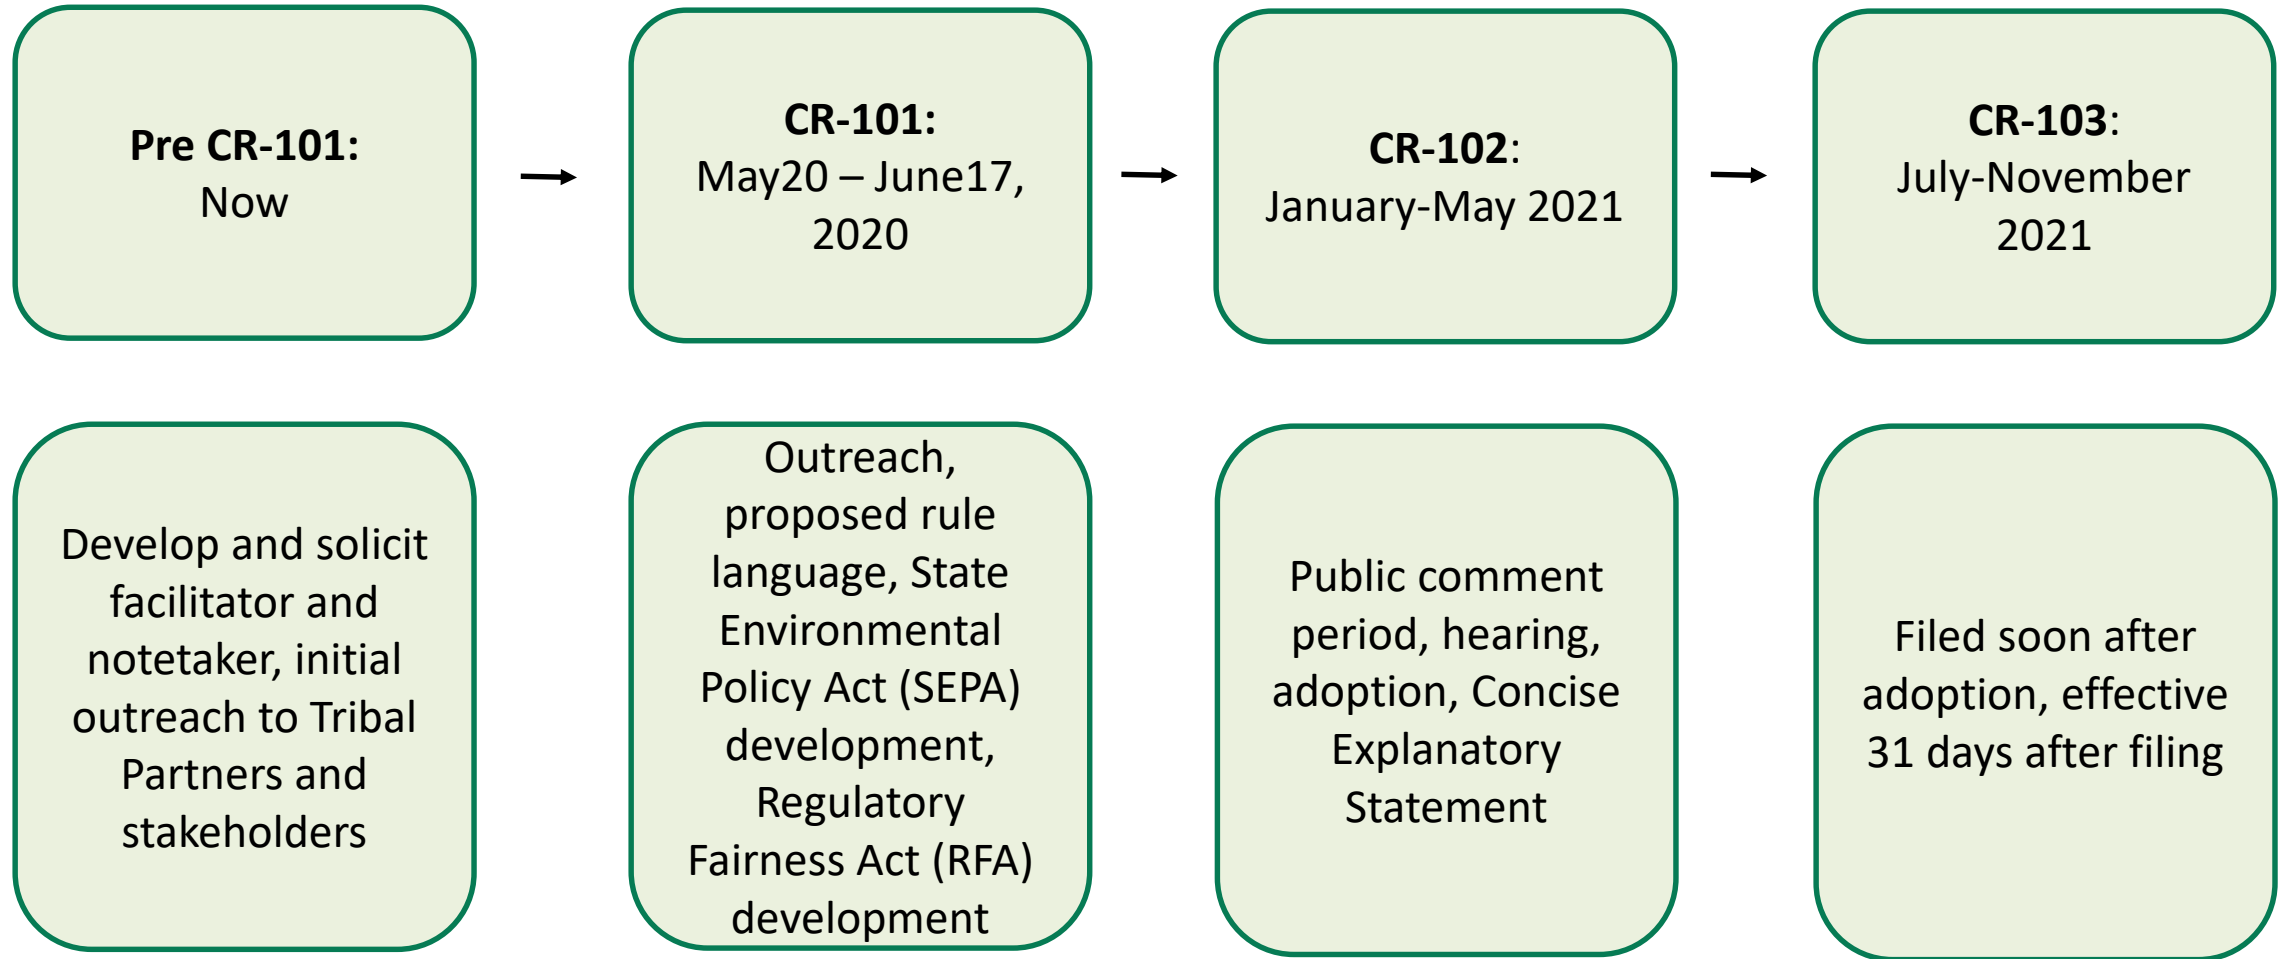 Pre CR-101:
Now
CR-101:
May20 – June17,
2020
CR-102:
January-May 2021
CR-103:
July-November
2021
Develop and solicit
facilitator and
notetaker, initial
outreach to Tribal
Partners and
stakeholders
Outreach,
proposed rule
language, State
Environmental
Policy Act (SEPA)
development,
Regulatory
Fairness Act (RFA)
development
Public comment
period, hearing,
adoption, Concise
Explanatory
Statement
Filed soon after
adoption, effective
31 days after filing